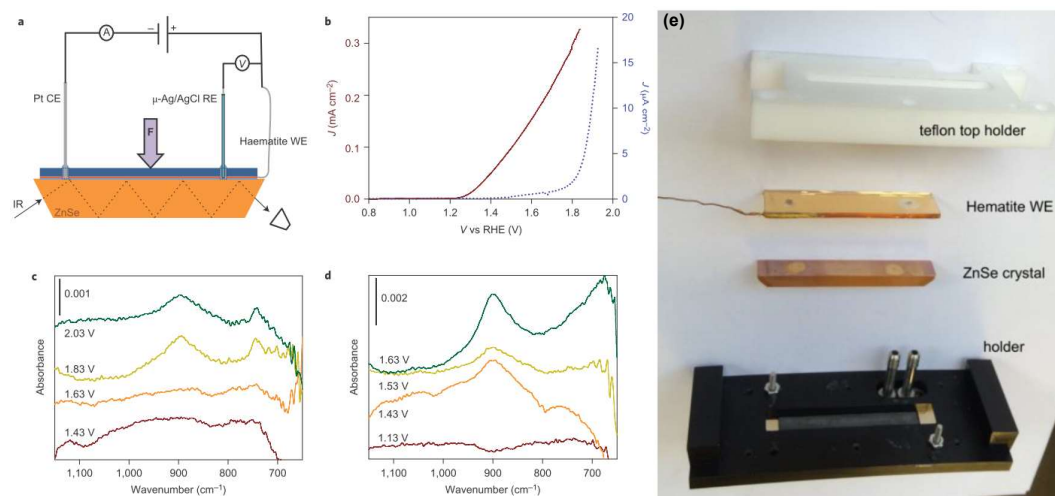 a
A
−
+
V
Pt CE
μ-Ag/AgCl RE
F
Haematite WE
IR
ZnSe
b
J (mA cm⁻²)
0.3
0.2
0.1
0.0
20
15
10
5
0
J (μA cm⁻²)
0.8 1.0 1.2 1.4 1.6 1.8 2.0
V vs RHE (V)
c
0.001
2.03 V
1.83 V
1.63 V
1.43 V
Absorbance
1,100 1,000 900 800 700
Wavenumber (cm⁻¹)
d
0.002
1.63 V
1.53 V
1.43 V
1.13 V
Absorbance
1,100 1,000 900 800 700
Wavenumber (cm⁻¹)
(e)
teflon top holder
Hematite WE
ZnSe crystal
holder